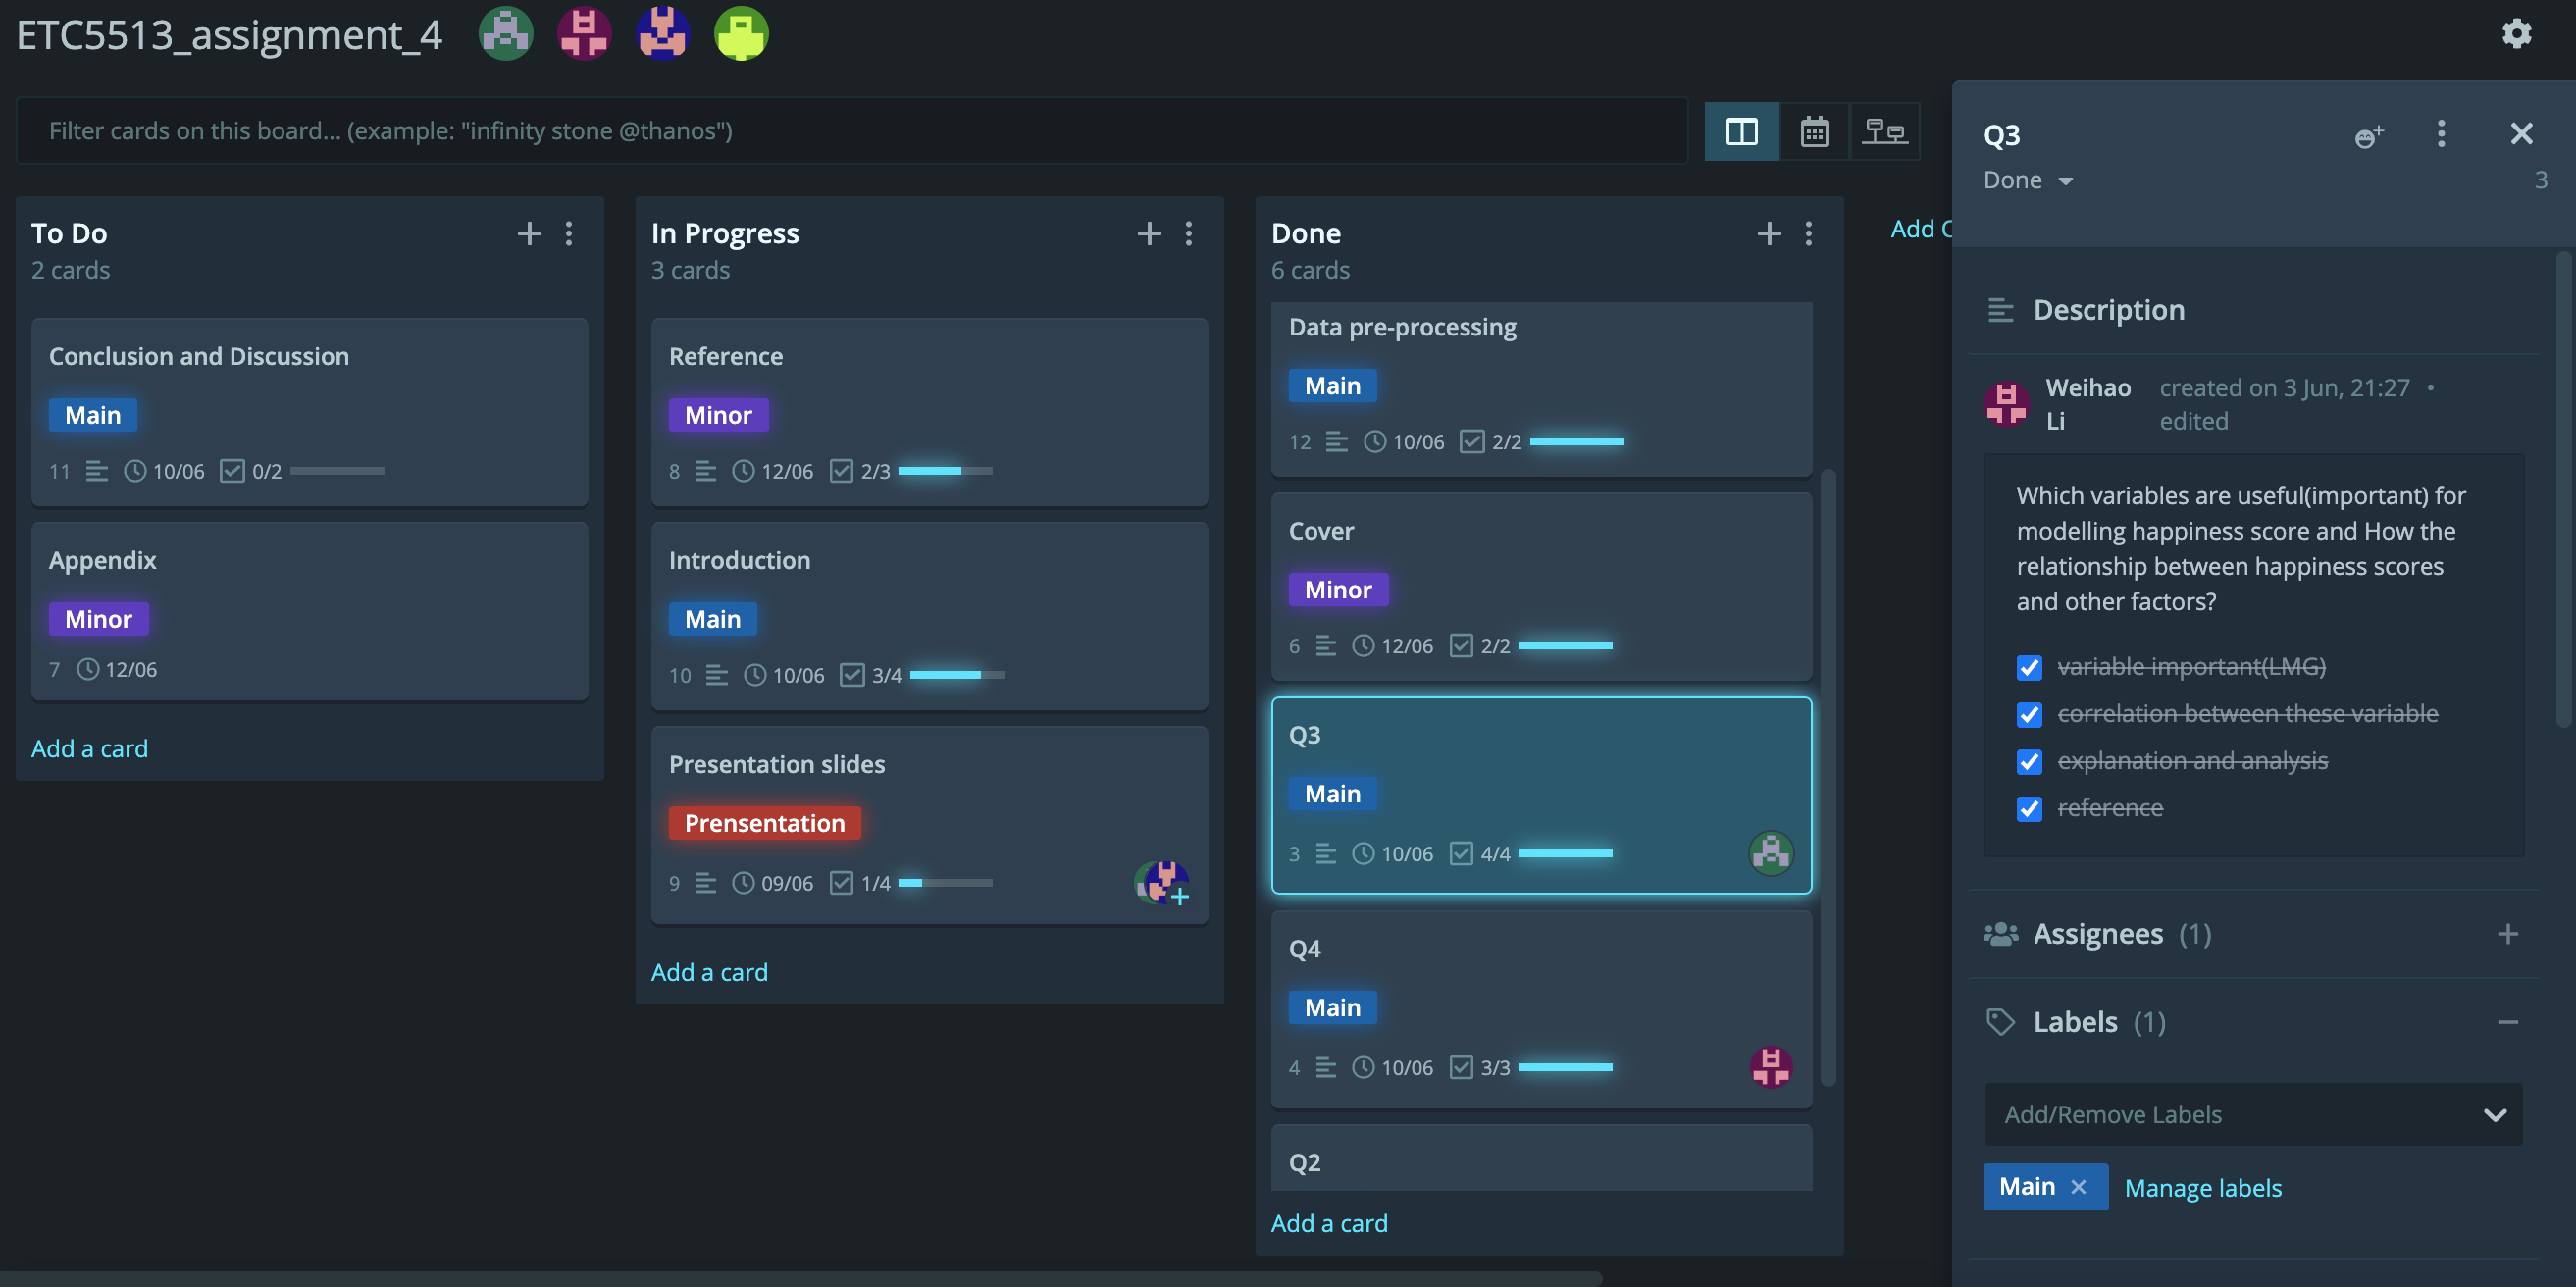 ETC5513_assignment_4
Filter cards on this board... (example: "infinity stone @thanos")
To Do
2 cards
Conclusion and Discussion
Main
11 10/06 0/2
Appendix
Minor
7 12/06
Add a card
In Progress
3 cards
Reference
Minor
8 12/06 2/3
Introduction
Main
10 10/06 3/4
Presentation slides
Prensentation
9 09/06 1/4
Add a card
Done
6 cards
Data pre-processing
Main
12 10/06 2/2
Cover
Minor
6 12/06 2/2
Q3
Main
3 10/06 4/4
Q4
Main
4 10/06 3/3
Q2
Add a card
Add
Q3
Done
3
Description
Weihao Li
created on 3 Jun, 21:27 •
edited
Which variables are useful(important) for
modelling happiness score and How the
relationship between happiness scores
and other factors?
variable important(LMG)
correlation between these variable
explanation and analysis
reference
Assignees (1)
Labels (1)
Add/Remove Labels
Main × Manage labels